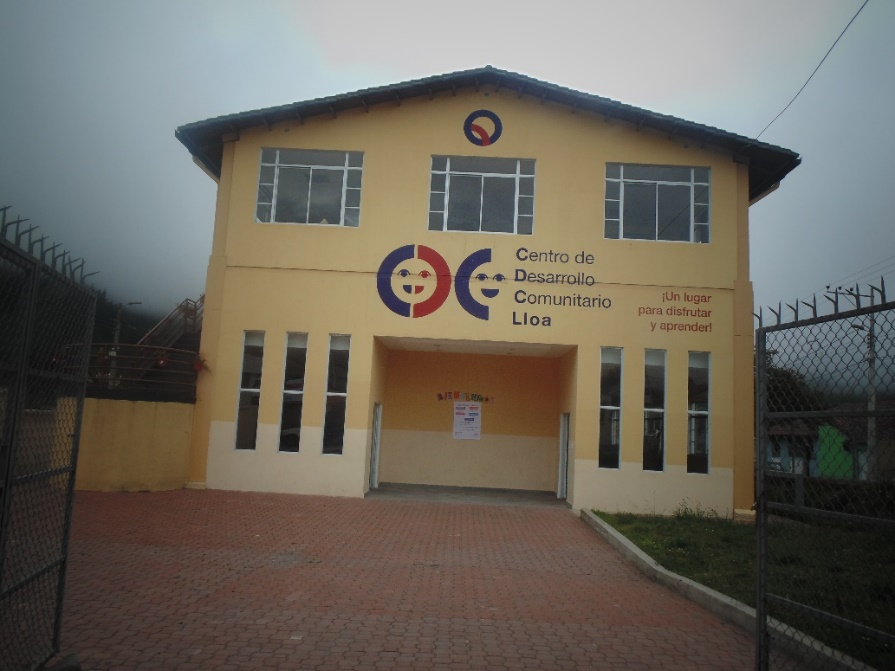 Centro de
Desarrollo
Comunitario
Lloa
¡Un lugar
para disfrutar
y aprender!